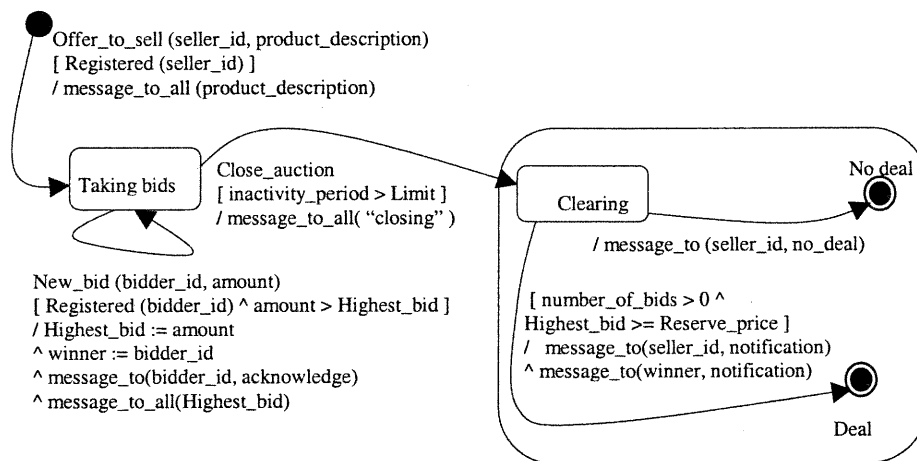 Offer_to_sell (seller_id, product_description)
[ Registered (seller_id) ]
/ message_to_all (product_description)
Taking bids
Close_auction
[ inactivity_period > Limit ]
/ message_to_all( “closing” )
Clearing
No deal
/ message_to (seller_id, no_deal)
New_bid (bidder_id, amount)
[ Registered (bidder_id) ^ amount > Highest_bid ]
/ Highest_bid := amount
^ winner := bidder_id
^ message_to(bidder_id, acknowledge)
^ message_to_all(Highest_bid)
[ number_of_bids > 0 ^
Highest_bid >= Reserve_price ]
/ message_to(seller_id, notification)
^ message_to(winner, notification)
Deal